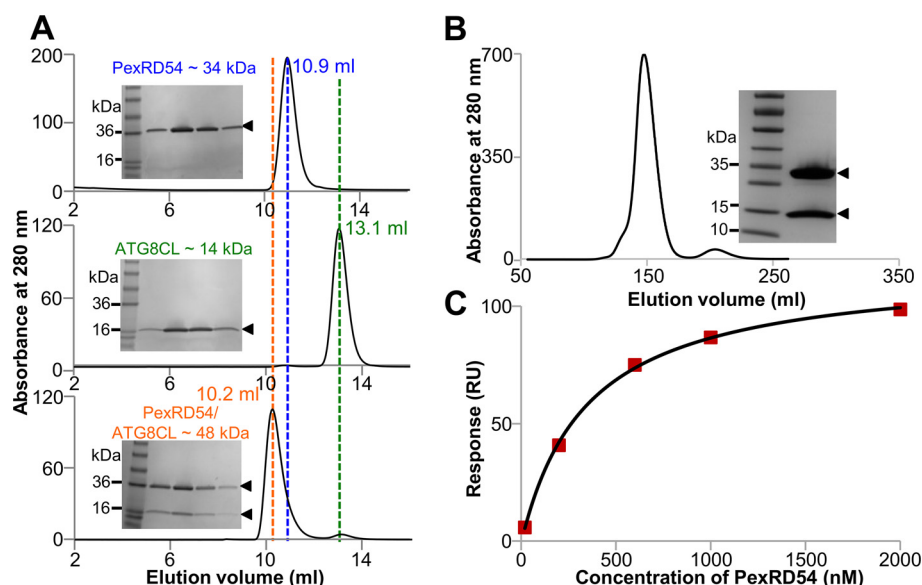 A
Absorbance at 280 nm
200
100
0
PexRD54 ~ 34 kDa
10.9 ml
kDa
36
16
2 6 10 14
120
60
0
13.1 ml
ATG8CL ~ 14 kDa
kDa
36
16
2 6 10 14
120
60
0
10.2 ml
PexRD54/
ATG8CL ~ 48 kDa
kDa
36
16
2 6 10 14
Elution volume (ml)
B
Absorbance at 280 nm
700
350
0
kDa
35
15
10
50 150 250 350
Elution volume (ml)
C
Response (RU)
100
50
0
0 500 1000 1500 2000
Concentration of PexRD54 (nM)